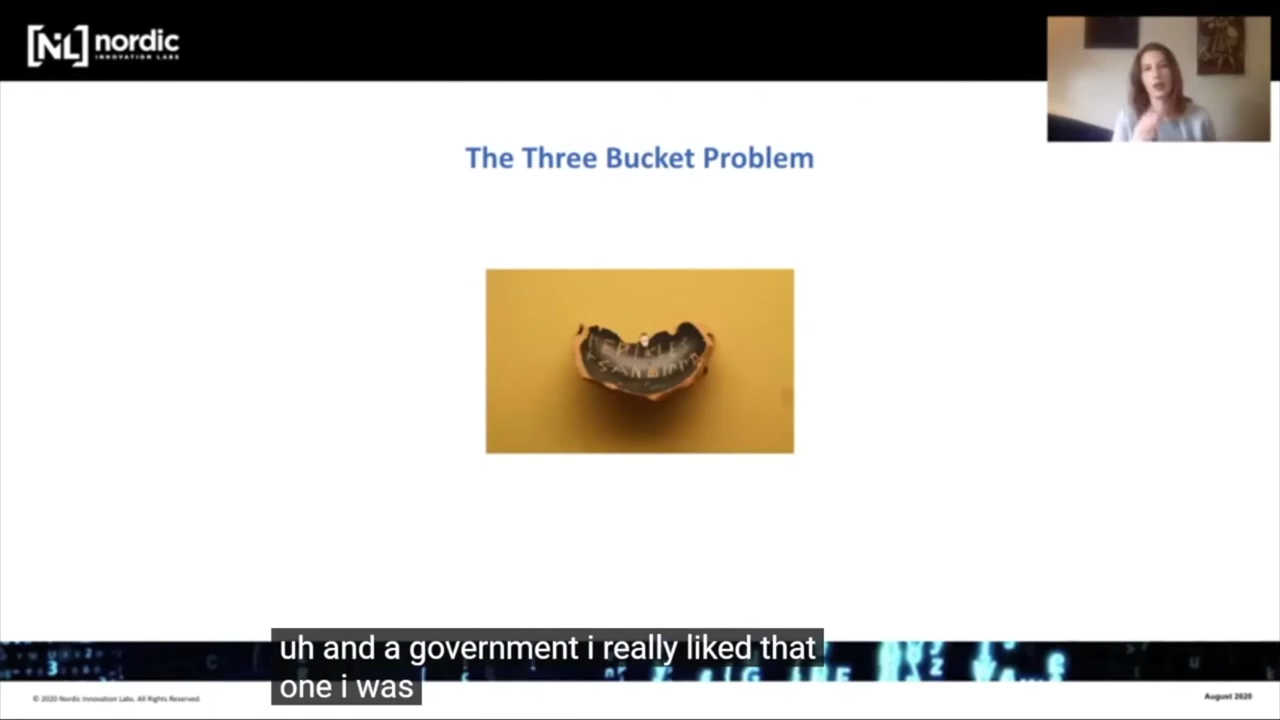 [NL] nordic
INNOVATION LABS
The Three Bucket Problem
uh and a government i really liked that
one i was
© 2020 Nordic Innovation Labs. All Rights Reserved.
August 2020